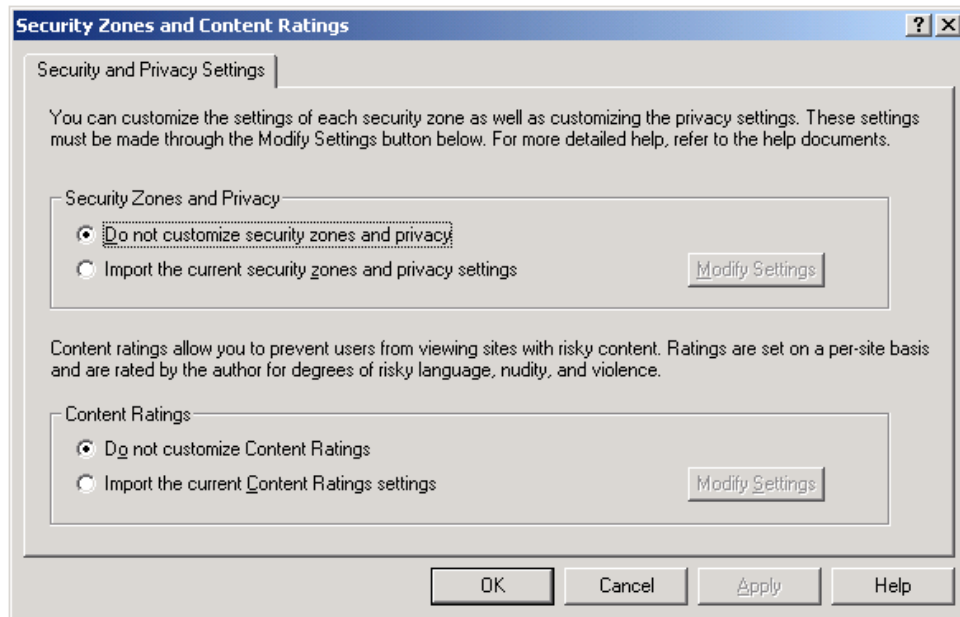 Security Zones and Content Ratings
Security and Privacy Settings
You can customize the settings of each security zone as well as customizing the privacy settings. These settings
must be made through the Modify Settings button below. For more detailed help, refer to the help documents.
Security Zones and Privacy
Do not customize security zones and privacy
Import the current security zones and privacy settings
Modify Settings
Content ratings allow you to prevent users from viewing sites with risky content. Ratings are set on a per-site basis
and are rated by the author for degrees of risky language, nudity, and violence.
Content Ratings
Do not customize Content Ratings
Import the current Content Ratings settings
Modify Settings
OK Cancel Apply Help